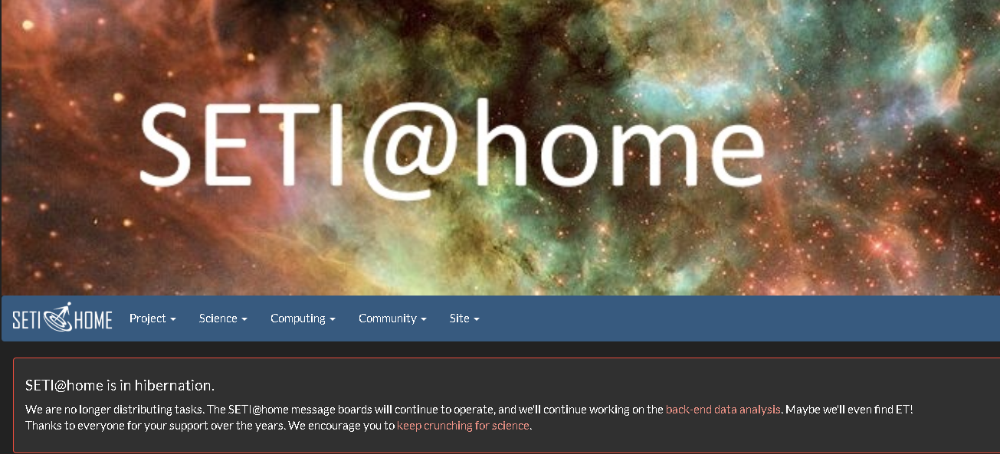 SETI@home
SETI HOME Project Science Computing Community Site
SETI@home is in hibernation.
We are no longer distributing tasks. The SETI@home message boards will continue to operate, and we'll continue working on the back-end data analysis. Maybe we'll even find ET!
Thanks to everyone for your support over the years. We encourage you to keep crunching for science.